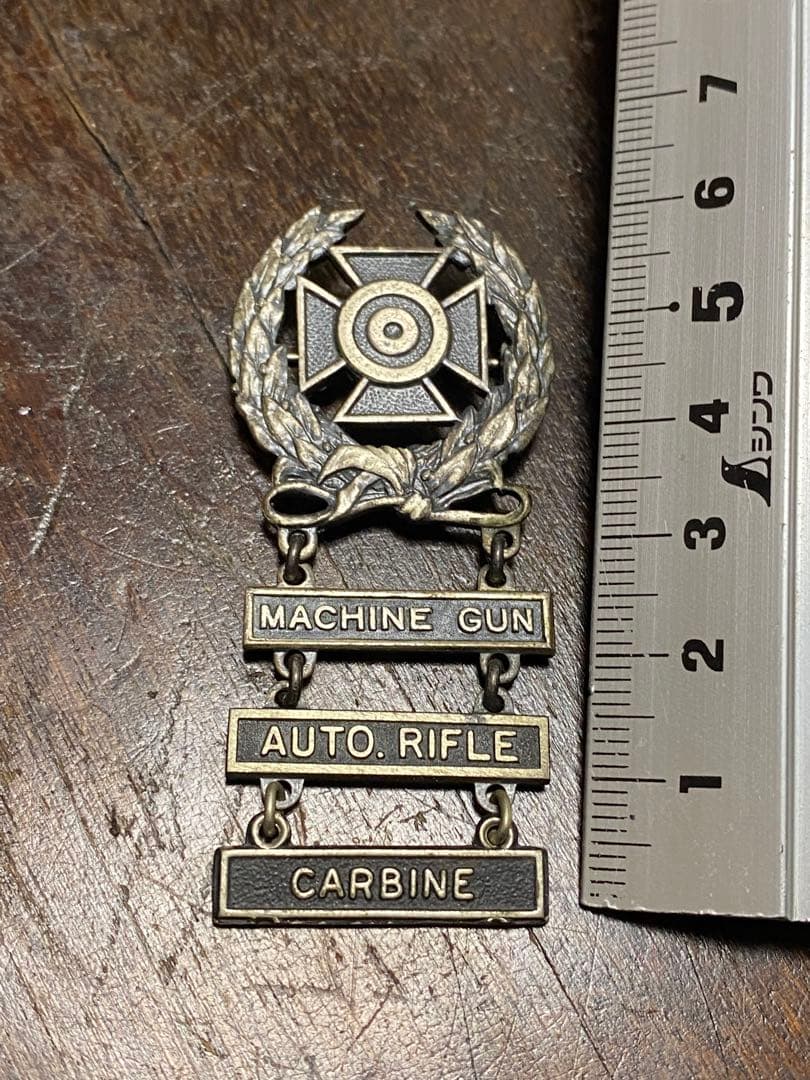 MACHINE GUN
AUTO. RIFLE
CARBINE
7
6
5
4
3
2
1
シンワ